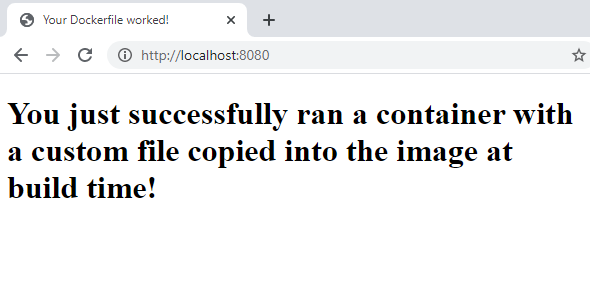 Your Dockerfile worked!
http://localhost:8080
You just successfully ran a container with
a custom file copied into the image at
build time!